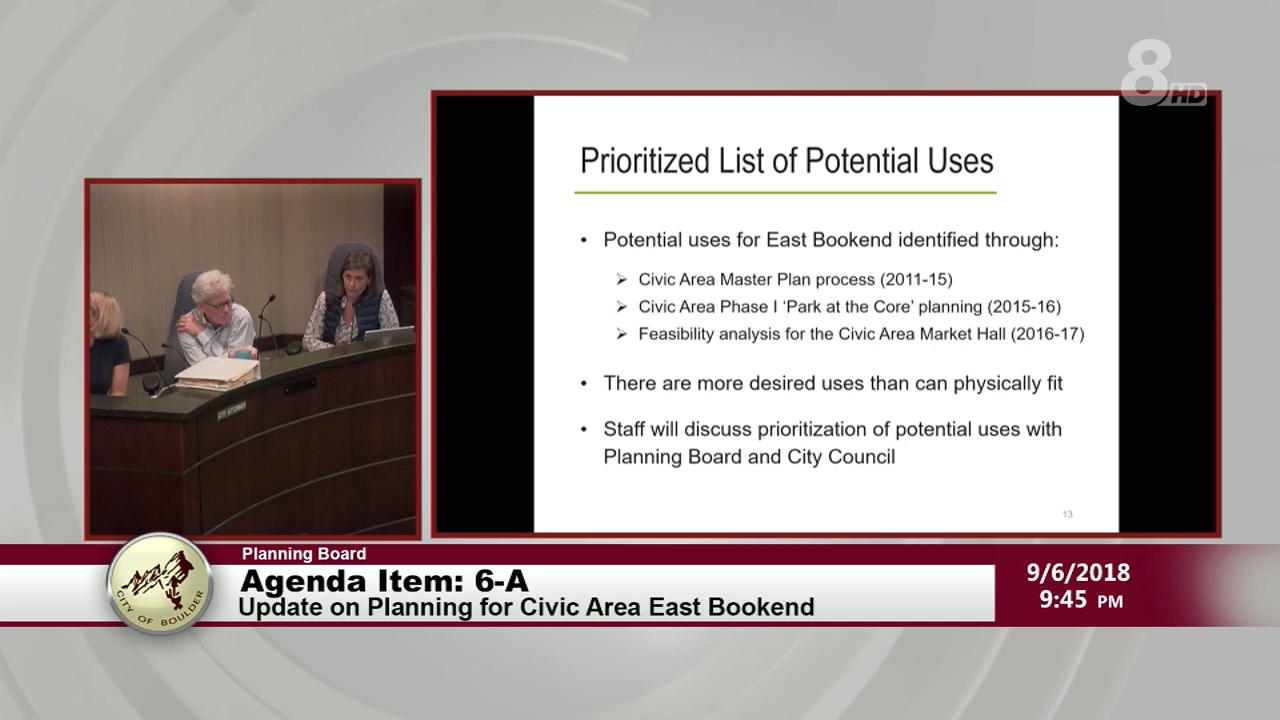 8HD
Prioritized List of Potential Uses
• Potential uses for East Bookend identified through:
➢ Civic Area Master Plan process (2011-15)
➢ Civic Area Phase I ‘Park at the Core’ planning (2015-16)
➢ Feasibility analysis for the Civic Area Market Hall (2016-17)
• There are more desired uses than can physically fit
• Staff will discuss prioritization of potential uses with
Planning Board and City Council
13
CITY ATTORNEY
Planning Board
Agenda Item: 6-A
Update on Planning for Civic Area East Bookend
CITY OF BOULDER
9/6/2018
9:45 PM